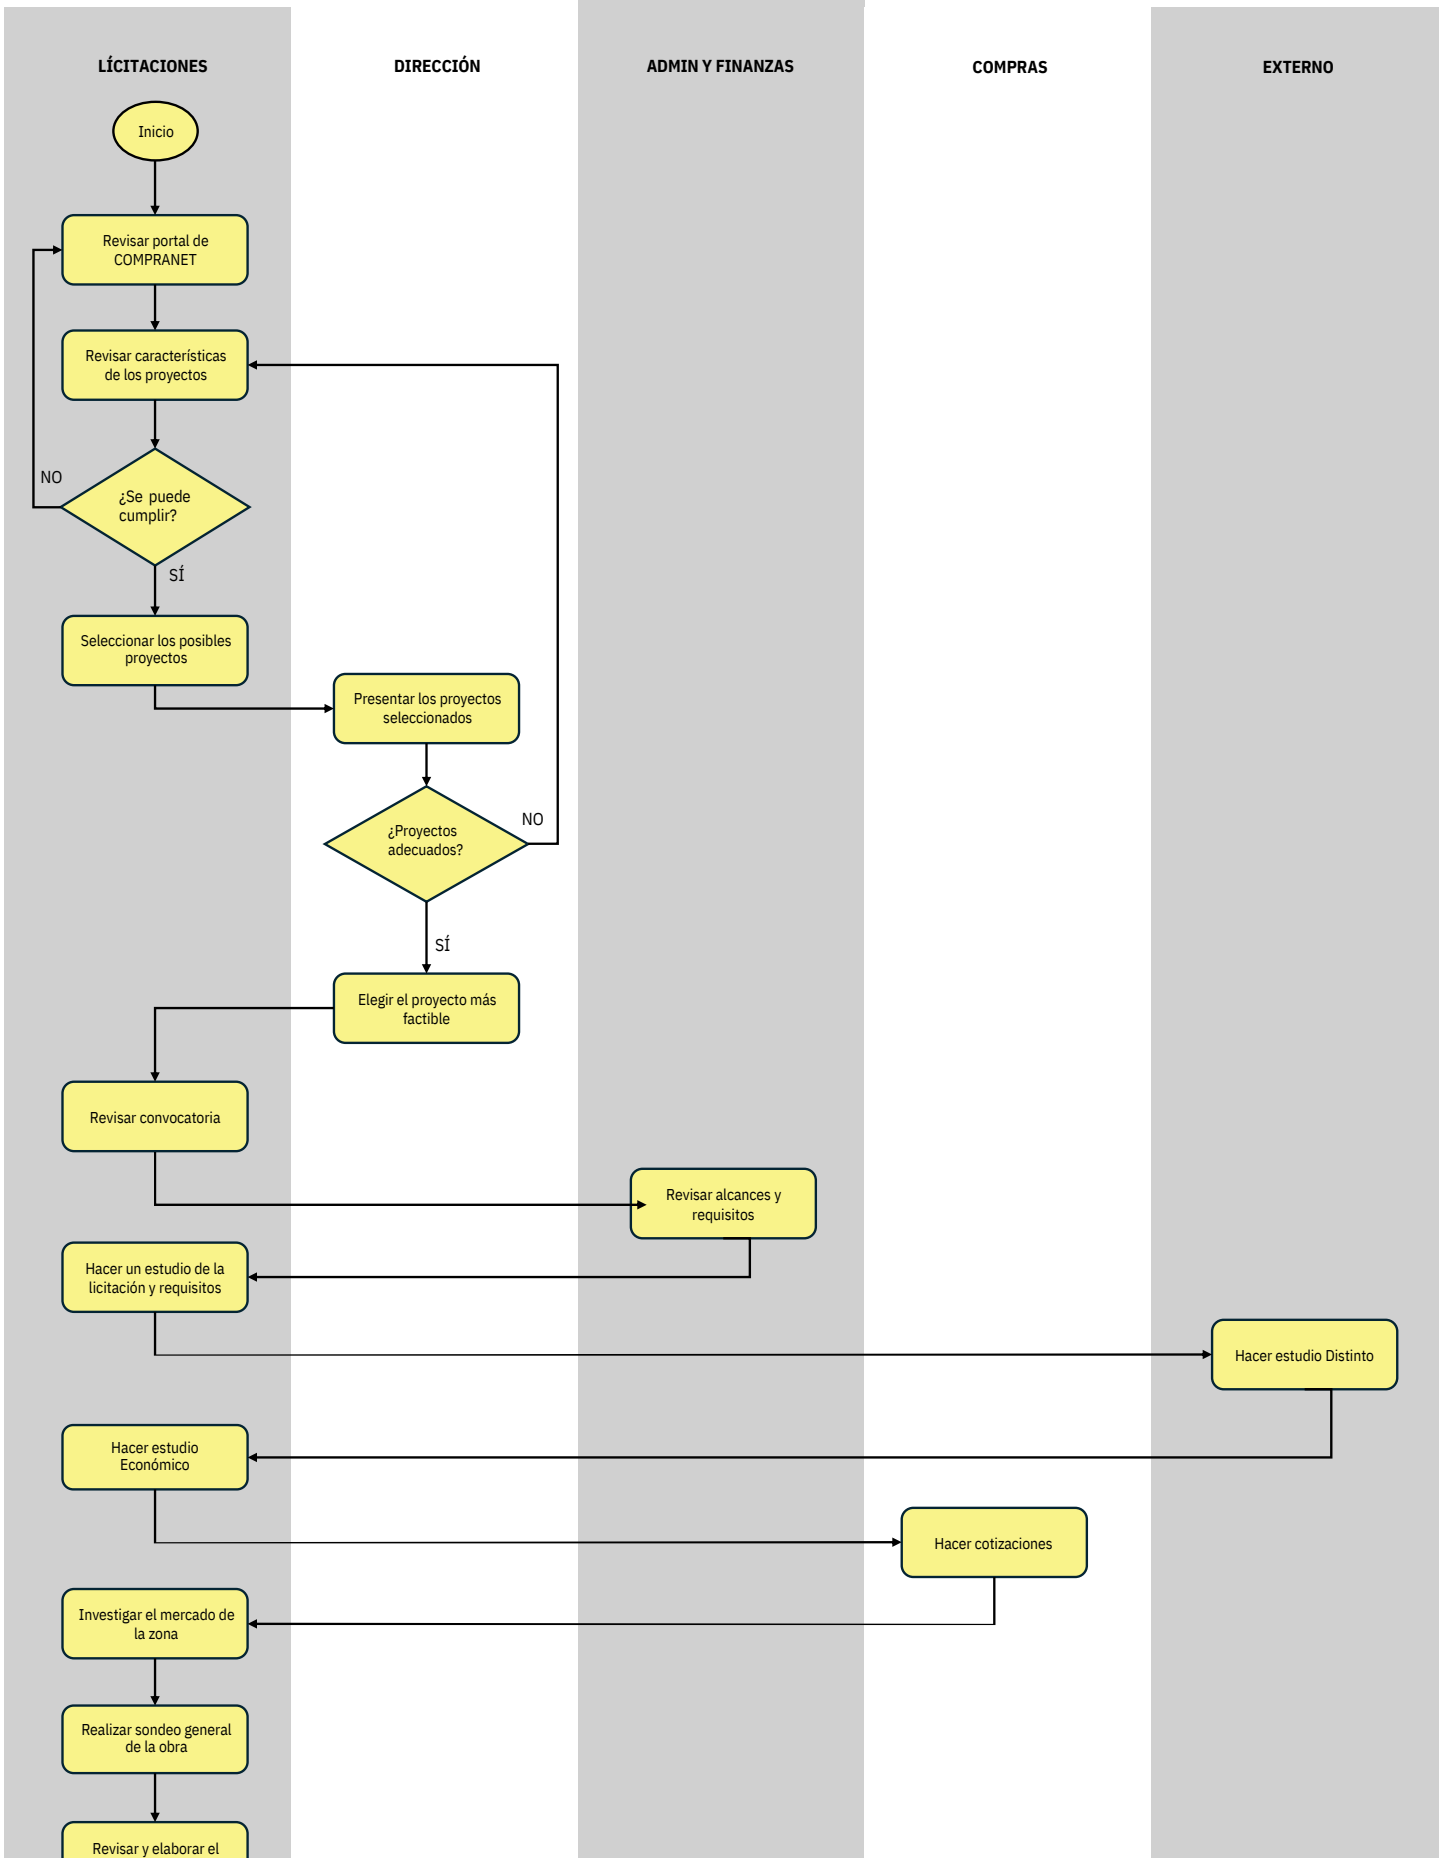 LÍCITACIONES
DIRECCIÓN
ADMIN Y FINANZAS
COMPRAS
EXTERNO
Inicio
Revisar portal de
COMPRANET
Revisar características
de los proyectos
NO
¿Se puede
cumplir?
SÍ
Seleccionar los posibles
proyectos
Presentar los proyectos
seleccionados
NO
¿Proyectos
adecuados?
SÍ
Elegir el proyecto más
factible
Revisar convocatoria
Revisar alcances y
requisitos
Hacer un estudio de la
licitación y requisitos
Hacer estudio Distinto
Hacer estudio
Económico
Hacer cotizaciones
Investigar el mercado de
la zona
Realizar sondeo general
de la obra
Revisar y elaborar el